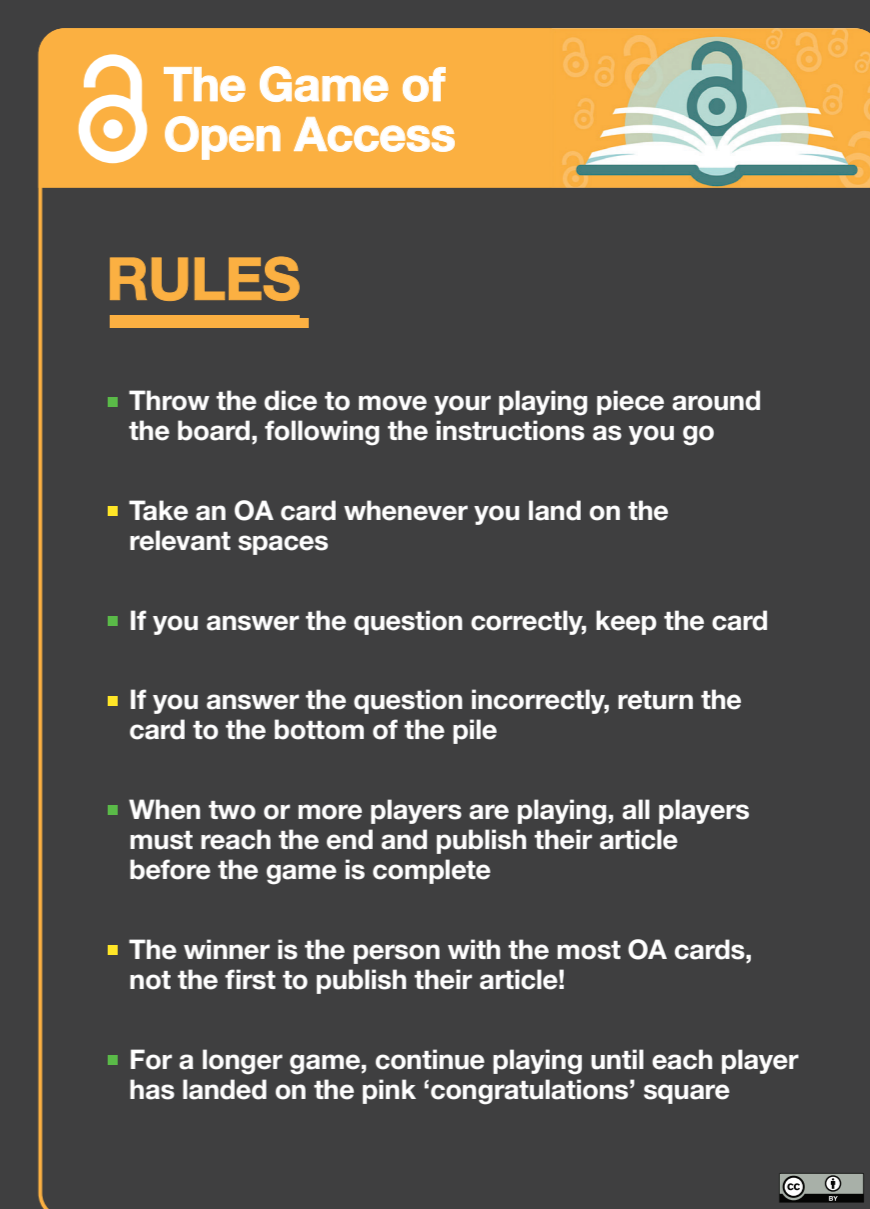 The Game of
Open Access
RULES
Throw the dice to move your playing piece around
the board, following the instructions as you go
Take an OA card whenever you land on the
relevant spaces
If you answer the question correctly, keep the card
If you answer the question incorrectly, return the
card to the bottom of the pile
When two or more players are playing, all players
must reach the end and publish their article
before the game is complete
The winner is the person with the most OA cards,
not the first to publish their article!
For a longer game, continue playing until each player
has landed on the pink ‘congratulations’ square
cc
BY